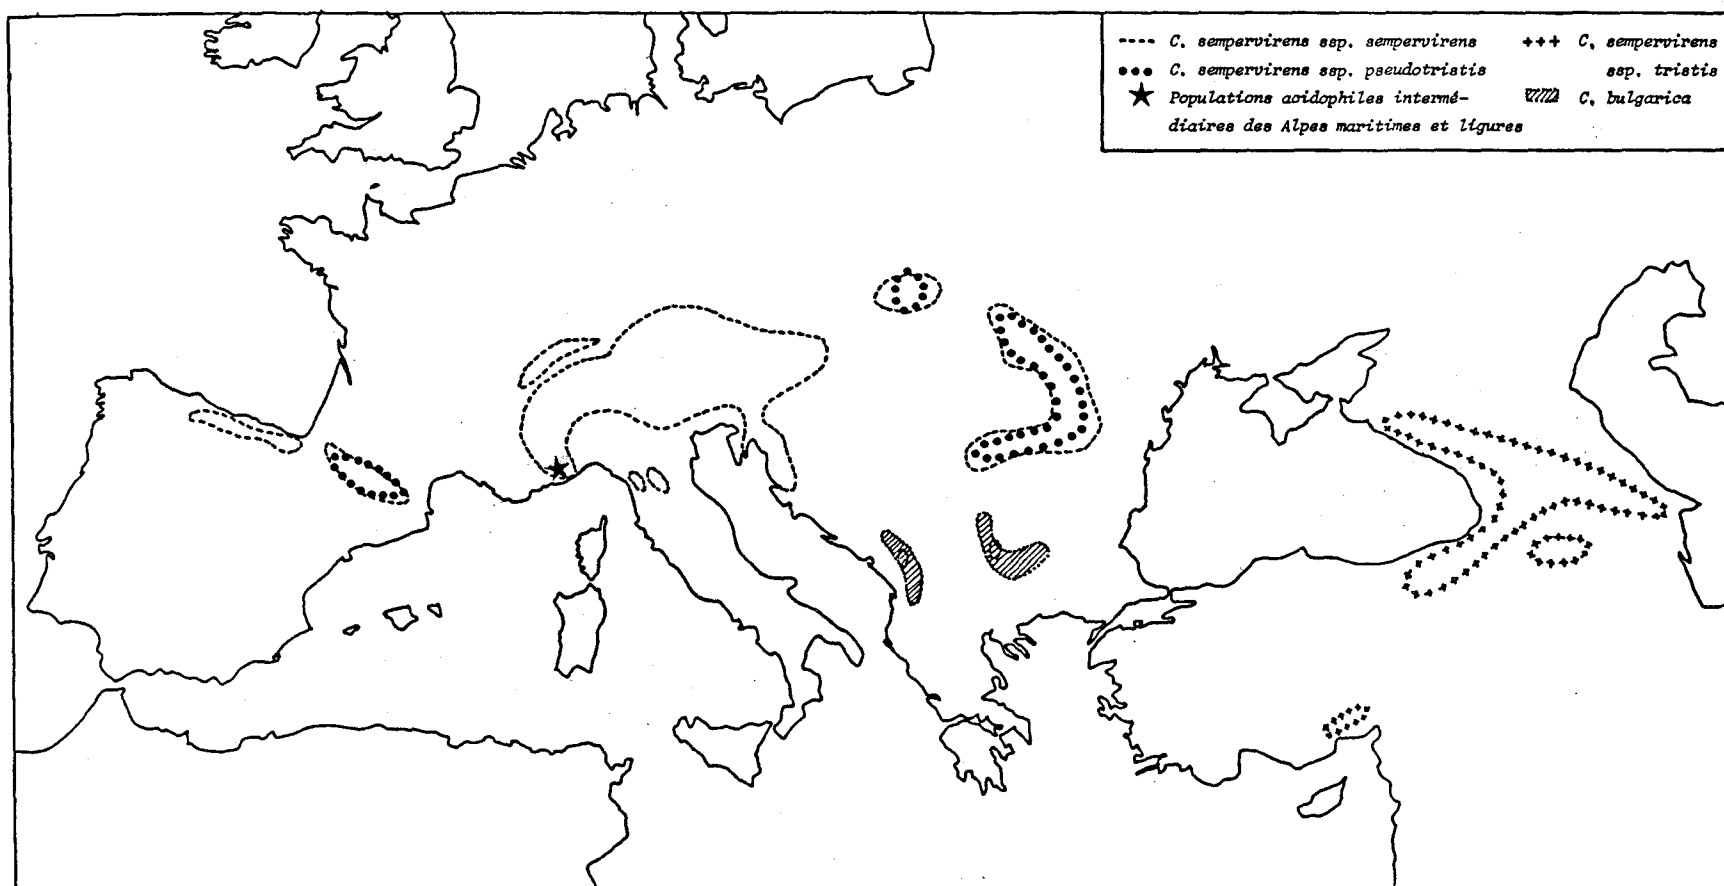 ---- C. sempervirens ssp. sempervirens
●●● C. sempervirens ssp. pseudotristis
★ Populations acidophiles intermé-
diaires des Alpes maritimes et ligures
+++ C. sempervirens
ssp. tristis
C. bulgarica